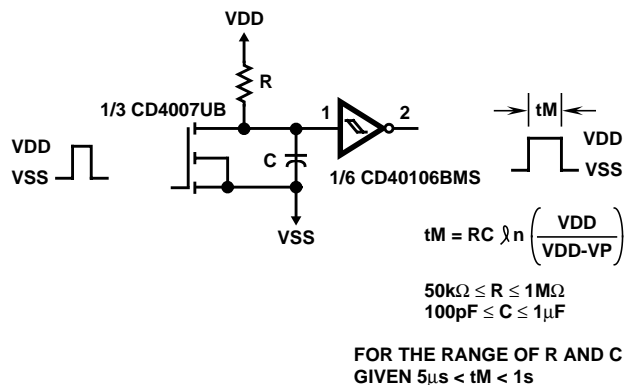 VDD
R
1/3 CD4007UB
1
2
tM
VDD
VSS
C
1/6 CD40106BMS
VDD
VSS
VSS
tM = RC ℓn (VDD / VDD-VP)
50kΩ ≤ R ≤ 1MΩ
100pF ≤ C ≤ 1µF
FOR THE RANGE OF R AND C
GIVEN 5µs < tM < 1s